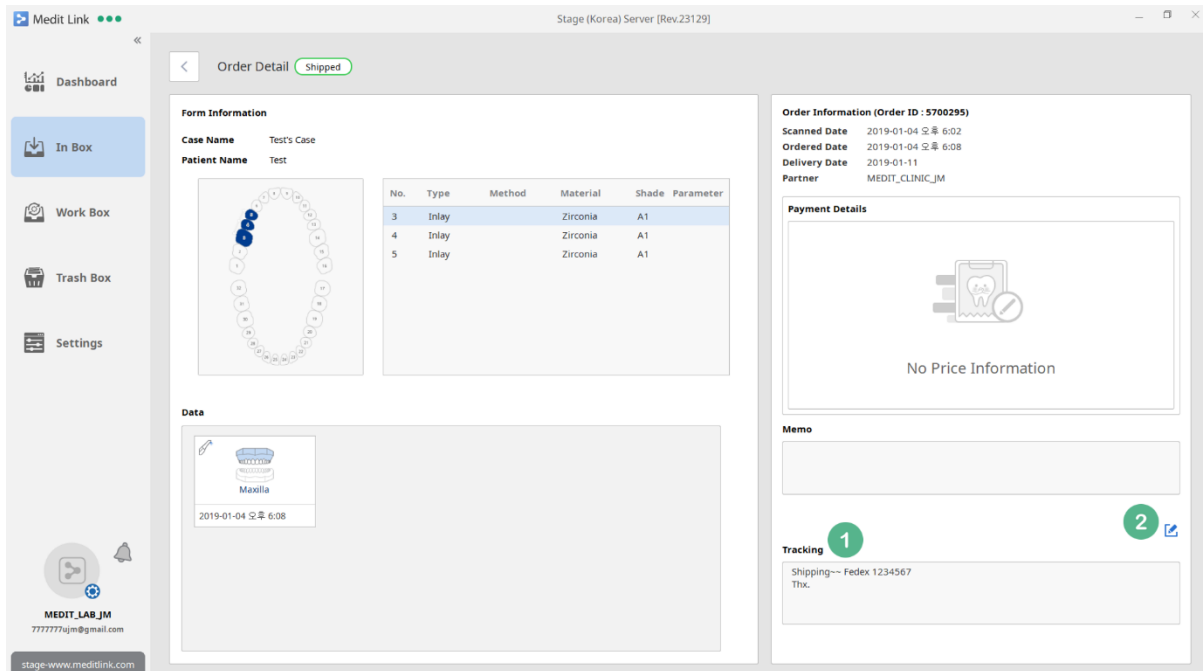 Medit Link
Stage (Korea) Server [Rev.23129]
Dashboard
In Box
Work Box
Trash Box
Settings
MEDIT_LAB_JM
7777777ujm@gmail.com
stage-www.meditlink.com
Order Detail
Shipped
Form Information
Case Name Test's Case
Patient Name Test
No. Type Method Material Shade Parameter
3 Inlay Zirconia A1
4 Inlay Zirconia A1
5 Inlay Zirconia A1
Data
Maxilla
2019-01-04 오후 6:08
Order Information (Order ID : 5700295)
Scanned Date 2019-01-04 오후 6:02
Ordered Date 2019-01-04 오후 6:08
Delivery Date 2019-01-11
Partner MEDIT_CLINIC_JM
Payment Details
No Price Information
Memo
2
Tracking 1
Shipping~~ Fedex 1234567
Thx.